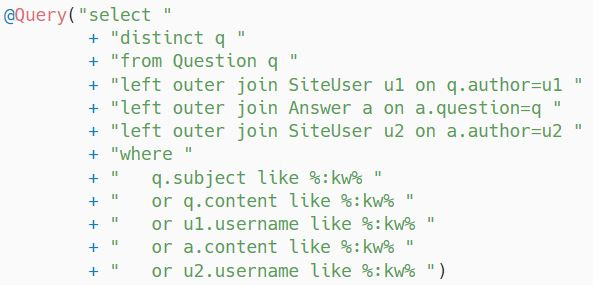 @Query("select "
+ "distinct q "
+ "from Question q "
+ "left outer join SiteUser u1 on q.author=u1 "
+ "left outer join Answer a on a.question=q "
+ "left outer join SiteUser u2 on a.author=u2 "
+ "where "
+ "   q.subject like %:kw% "
+ "   or q.content like %:kw% "
+ "   or u1.username like %:kw% "
+ "   or a.content like %:kw% "
+ "   or u2.username like %:kw% ")